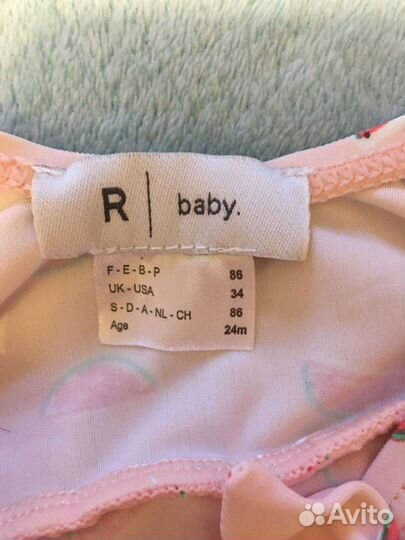 R | baby.
F - E - B - P 86
UK - USA 34
S - D - A - NL - CH 86
Age 24m
Avito